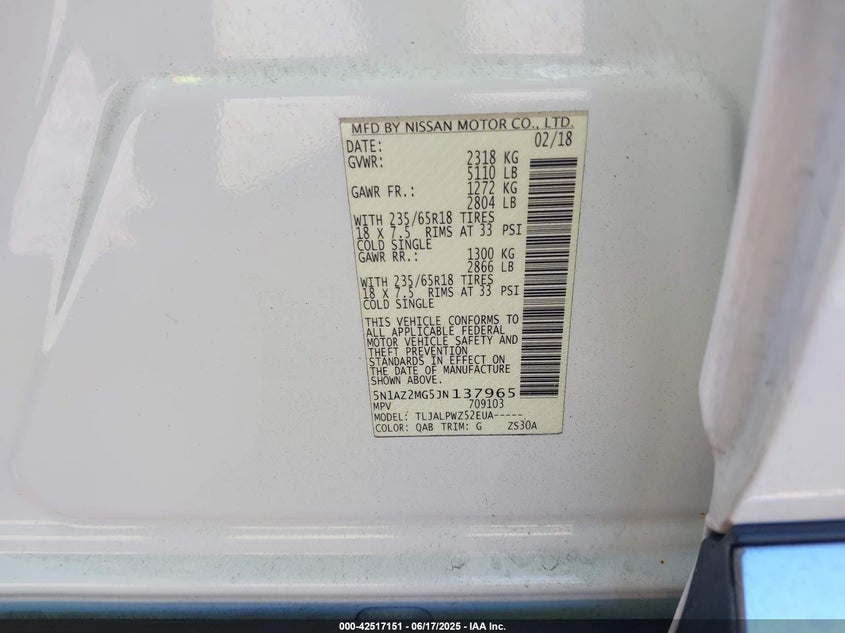 MFD BY NISSAN MOTOR CO., LTD.
DATE: 02/18
GVWR: 2318 KG
5110 LB
GAWR FR.: 1272 KG
2804 LB
WITH 235/65R18 TIRES
18 X 7.5 RIMS AT 33 PSI
COLD SINGLE
GAWR RR.: 1300 KG
2866 LB
WITH 235/65R18 TIRES
18 X 7.5 RIMS AT 33 PSI
COLD SINGLE
THIS VEHICLE CONFORMS TO
ALL APPLICABLE FEDERAL
MOTOR VEHICLE SAFETY AND
THEFT PREVENTION
STANDARDS IN EFFECT ON
THE DATE OF MANUFACTURE
SHOWN ABOVE.
5N1AZ2MG5JN137965
MPV 709103
MODEL: TLJALPWZ52EUA-----
COLOR: QAB TRIM: G ZS30A
000-42517151 - 06/17/2025 - IAA Inc.